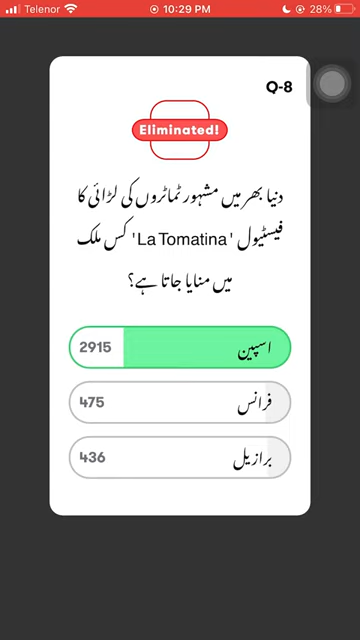 Telenor 10:29 PM 28%
Q-8
Eliminated!
دنیا بھر میں مشہور ٹماٹروں کی لڑائی کا
فیسٹیول 'La Tomatina' کس ملک
میں منایا جاتا ہے؟
اسپین 2915
فرانس 475
برازیل 436